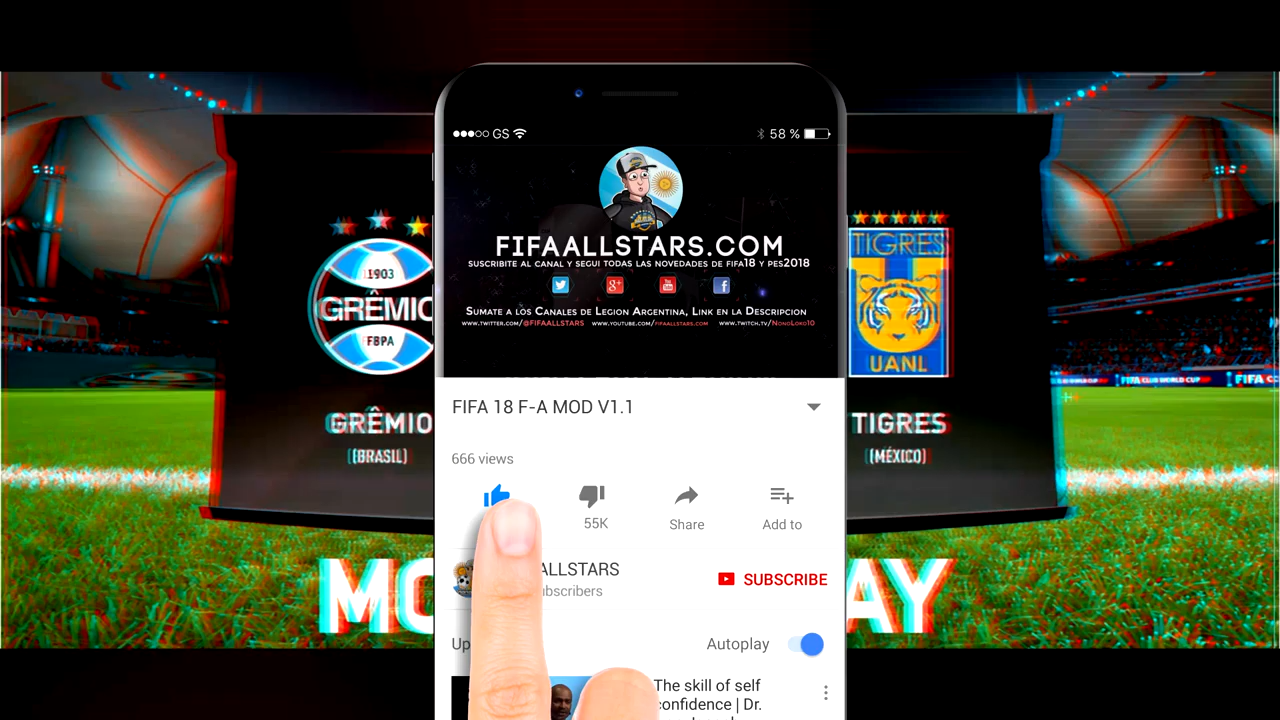 GS
58 %
FIFAALLSTARS.COM
SUSCRIBITE AL CANAL Y SEGUI TODAS LAS NOVEDADES DE FIFA18 Y PES2018
SUMATE A LOS CANALES DE LEGION ARGENTINA, LINK EN LA DESCRIPCION
WWW.TWITTER.COM/@FIFAALLSTARS WWW.YOUTUBE.COM/FIFAALLSTARS.COM WWW.TWITCH.TV/NONOLOKO10
1903
GRÊMIO
FBPA
GRÊMIO
(BRASIL)
TIGRES
UANL
TIGRES
(MÉXICO)
FIFA CLUB WORLD CUP
FIFA C
FIFA 18 F-A MOD V1.1
666 views
55K
Share
Add to
ALLSTARS
SUBSCRIBE
Autoplay
The skill of self
confidence | Dr.
AY